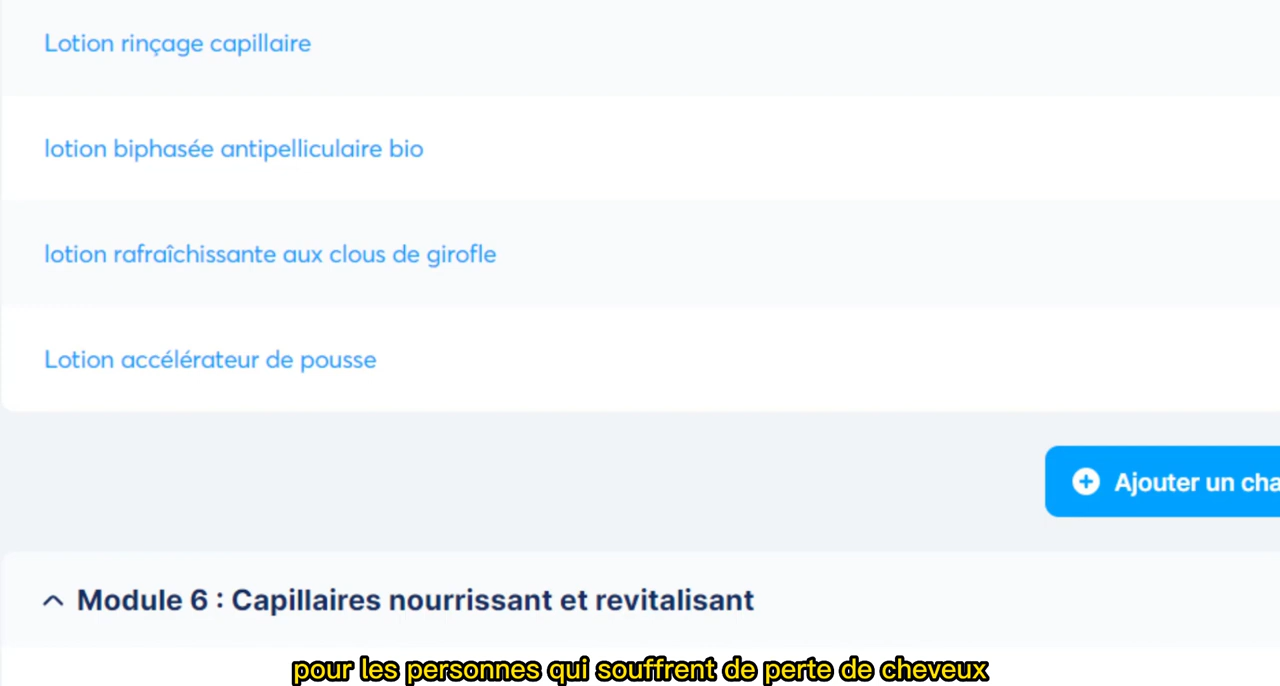 Lotion rinçage capillaire
lotion biphasée antipelliculaire bio
lotion rafraîchissante aux clous de girofle
Lotion accélérateur de pousse
Ajouter un cha
Module 6 : Capillaires nourrissant et revitalisant
pour les personnes qui souffrent de perte de cheveux